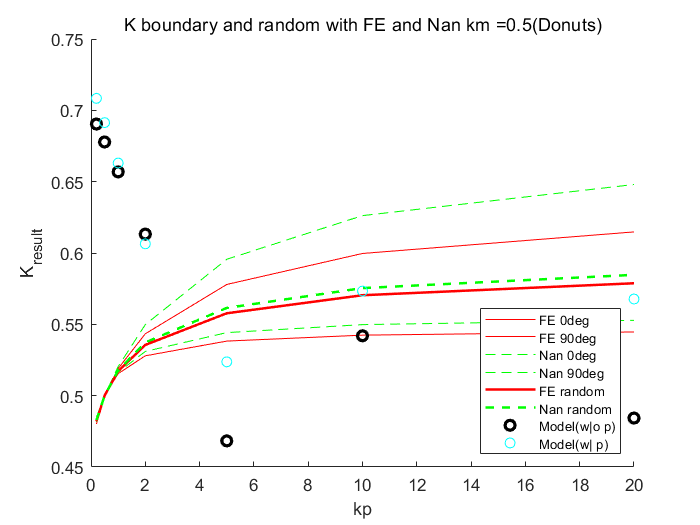 K boundary and random with FE and Nan km =0.5(Donuts)
0.75
0.7
0.65
0.6
0.55
0.5
0.45
K_result
0 2 4 6 8 10 12 14 16 18 20
kp
FE 0deg
FE 90deg
Nan 0deg
Nan 90deg
FE random
Nan random
Model(w|o p)
Model(w| p)